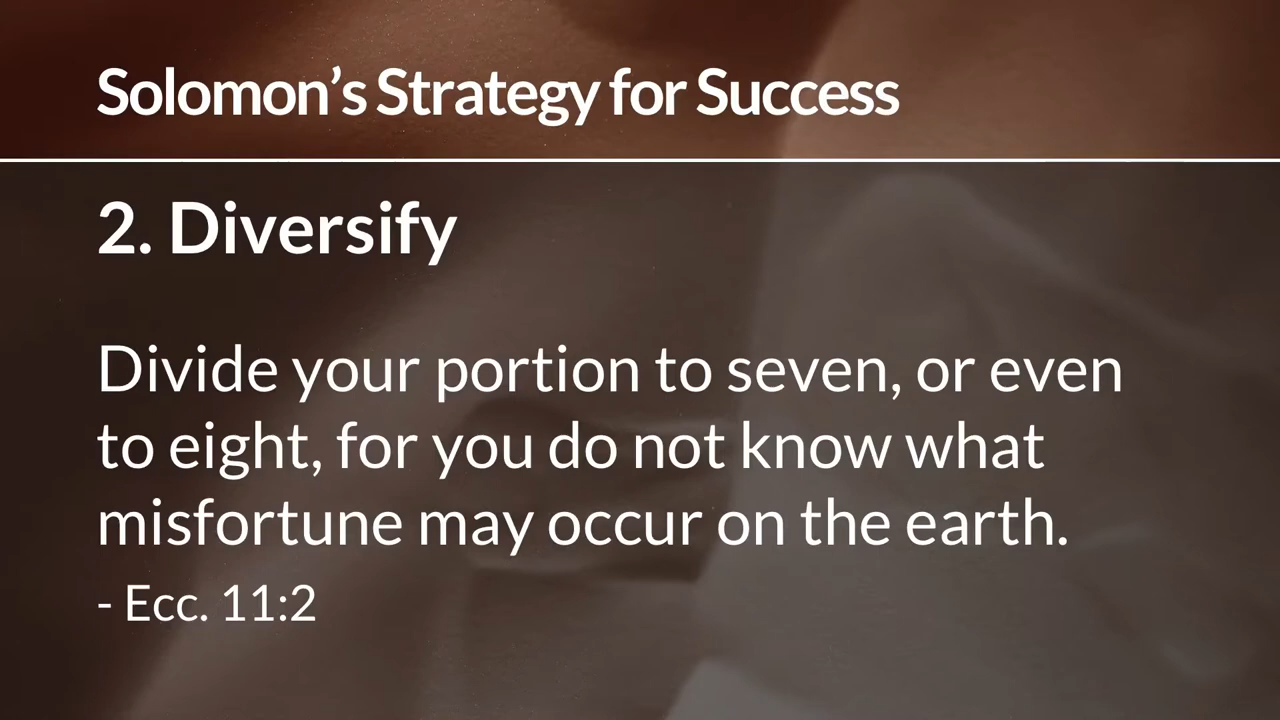 Solomon’s Strategy for Success
2. Diversify
Divide your portion to seven, or even
to eight, for you do not know what
misfortune may occur on the earth.
- Ecc. 11:2